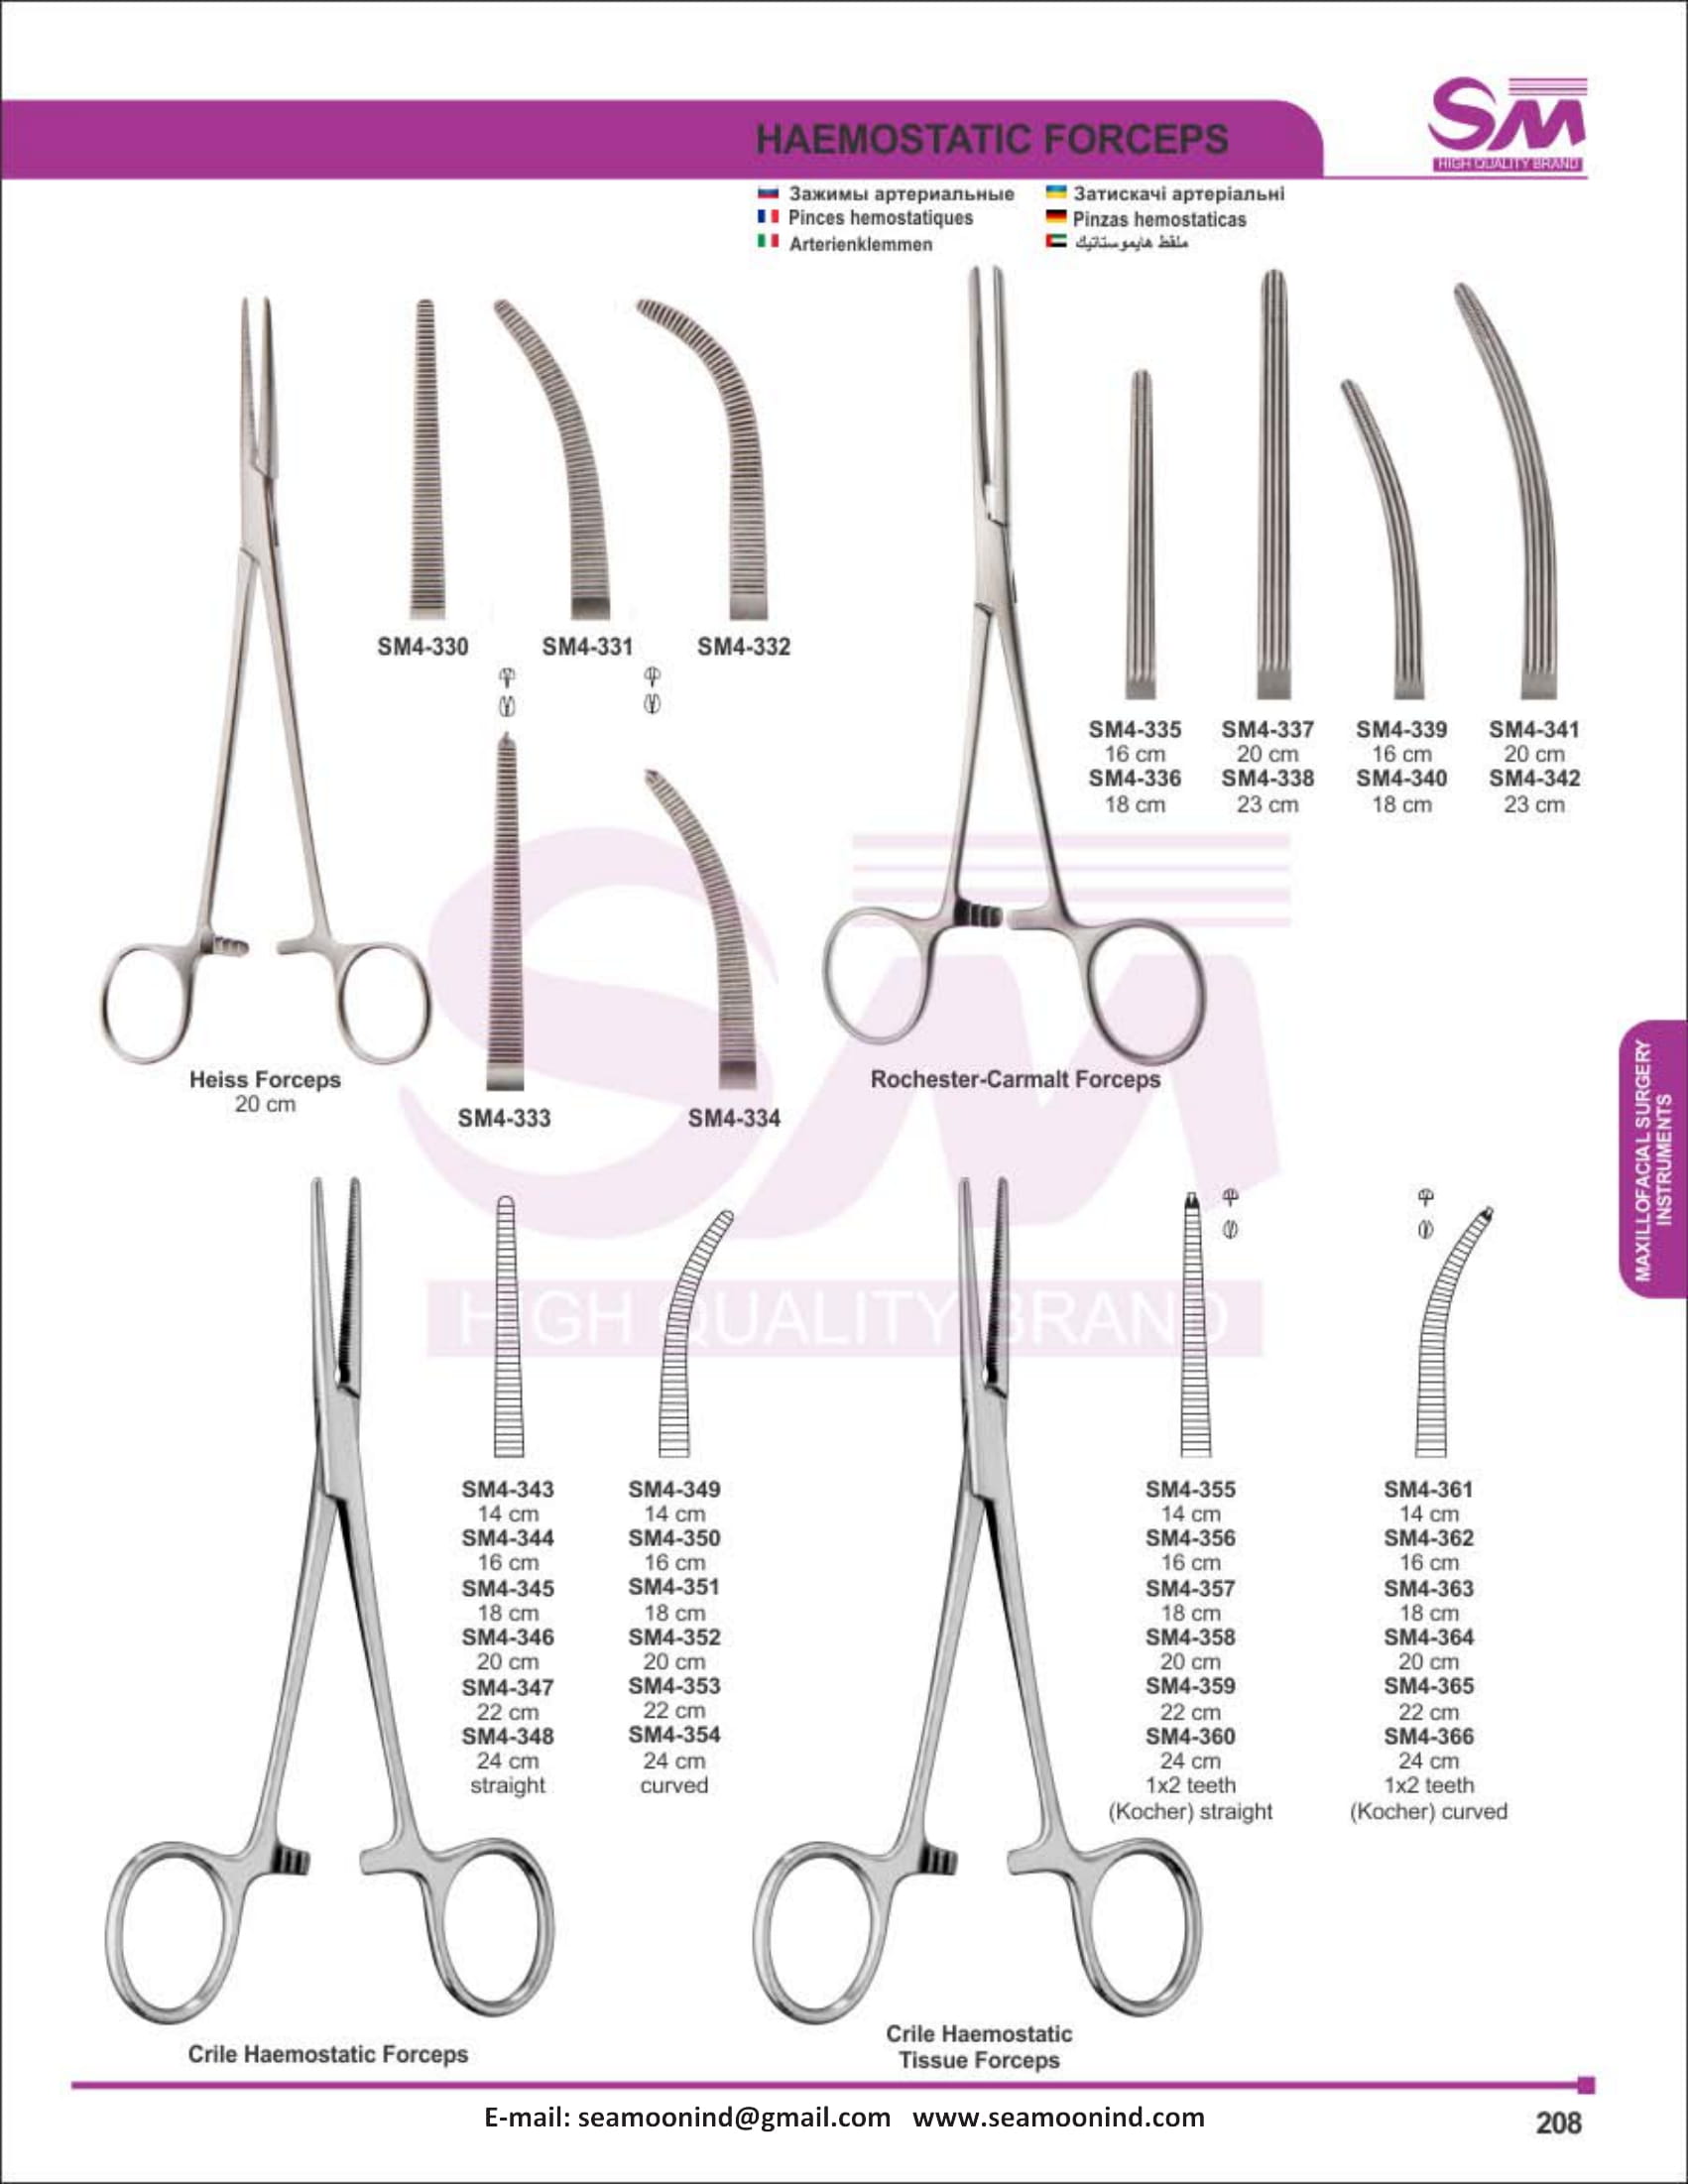 SM
HIGH QUALITY BRAND
HAEMOSTATIC FORCEPS
Зажимы артериальные
Затискачі артеріальні
Pinces hemostatiques
Pinzas hemostaticas
Arterienklemmen
ملقط هايموستاتيك
SM4-330 SM4-331 SM4-332
SM4-335 SM4-337 SM4-339 SM4-341
16 cm 20 cm 16 cm 20 cm
SM4-336 SM4-338 SM4-340 SM4-342
18 cm 23 cm 18 cm 23 cm
Heiss Forceps
20 cm
SM4-333 SM4-334
Rochester-Carmalt Forceps
MAXILLOFACIAL SURGERY
INSTRUMENTS
SM
HIGH QUALITY BRAND
SM4-343 SM4-349 SM4-355 SM4-361
14 cm 14 cm 14 cm 14 cm
SM4-344 SM4-350 SM4-356 SM4-362
16 cm 16 cm 16 cm 16 cm
SM4-345 SM4-351 SM4-357 SM4-363
18 cm 18 cm 18 cm 18 cm
SM4-346 SM4-352 SM4-358 SM4-364
20 cm 20 cm 20 cm 20 cm
SM4-347 SM4-353 SM4-359 SM4-365
22 cm 22 cm 22 cm 22 cm
SM4-348 SM4-354 SM4-360 SM4-366
24 cm 24 cm 24 cm 24 cm
straight curved 1x2 teeth 1x2 teeth
(Kocher) straight (Kocher) curved
Crile Haemostatic Forceps
Crile Haemostatic
Tissue Forceps
E-mail: seamoonind@gmail.com www.seamoonind.com
208